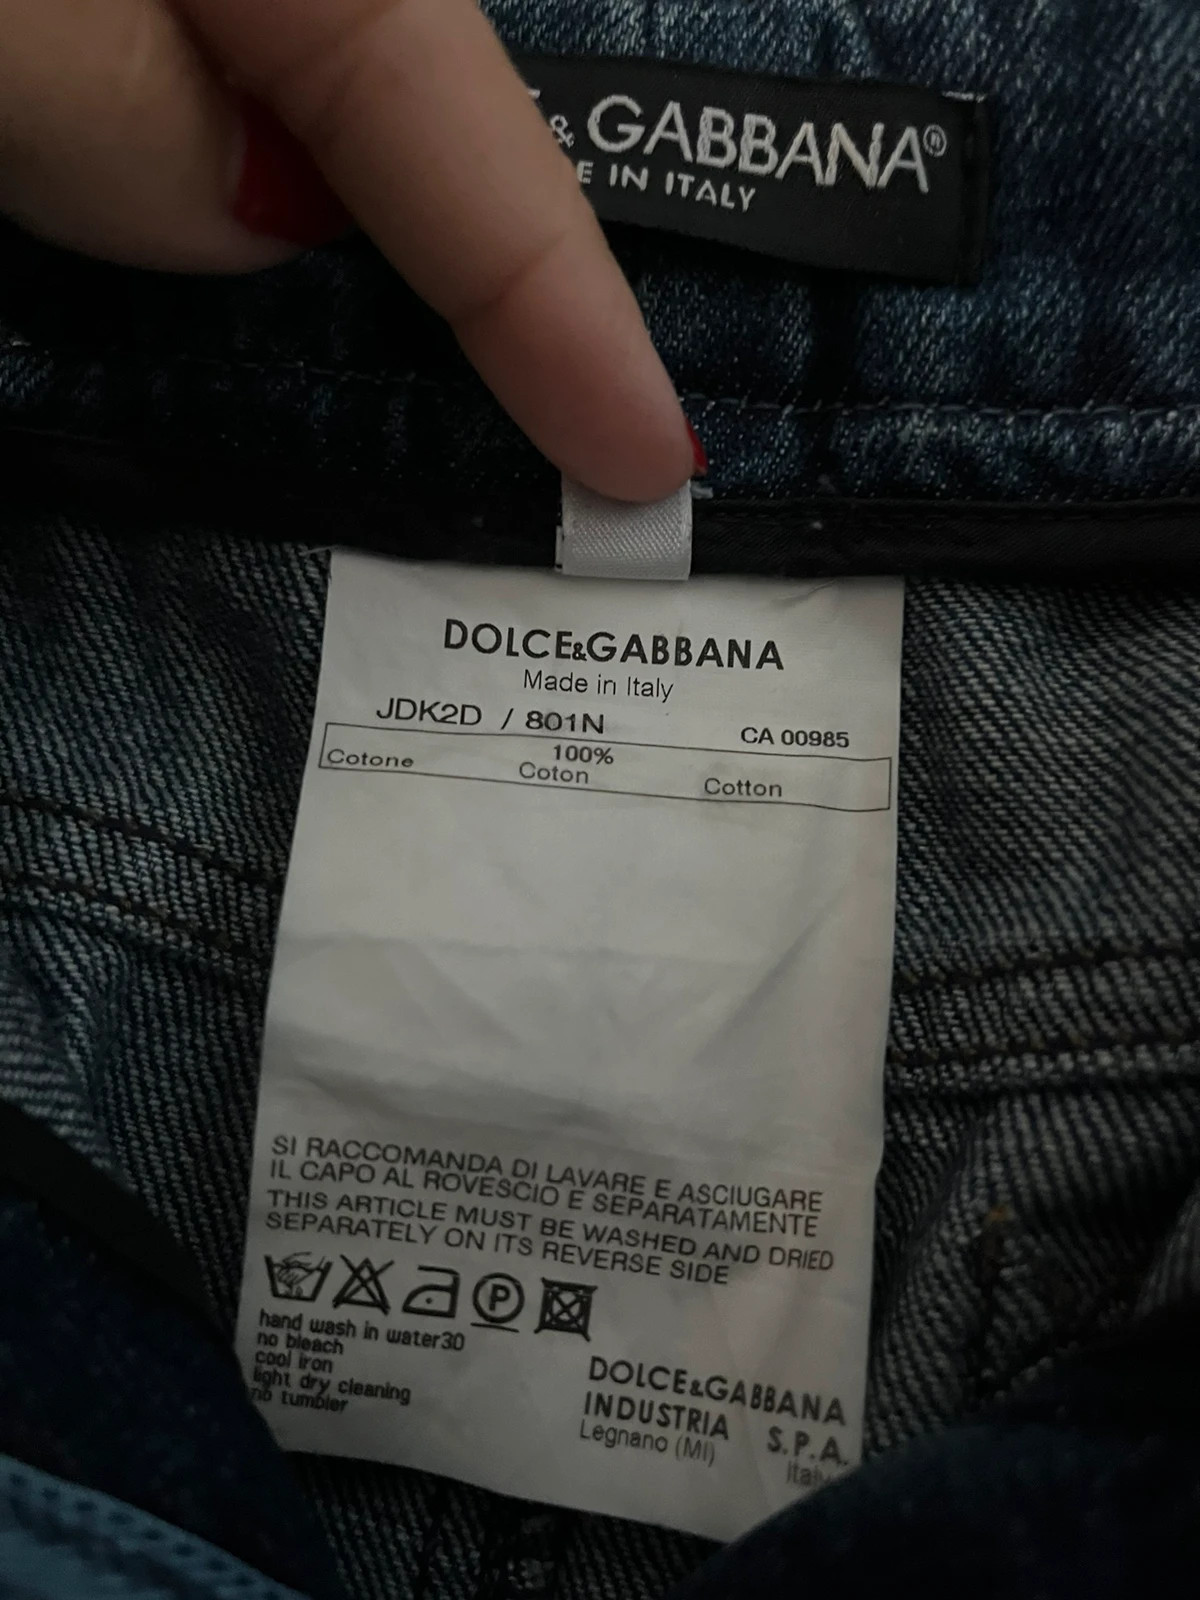 & GABBANA®
E IN ITALY
DOLCE&GABBANA
Made in Italy
JDK2D / 801N CA 00985
100%
Cotone Coton Cotton
SI RACCOMANDA DI LAVARE E ASCIUGARE
IL CAPO AL ROVESCIO E SEPARATAMENTE
THIS ARTICLE MUST BE WASHED AND DRIED
SEPARATELY ON ITS REVERSE SIDE
P
hand wash in water30
no bleach
cool iron
light dry cleaning
no tumbler
DOLCE&GABBANA
INDUSTRIA S.P.A.
Legnano (MI) Italy